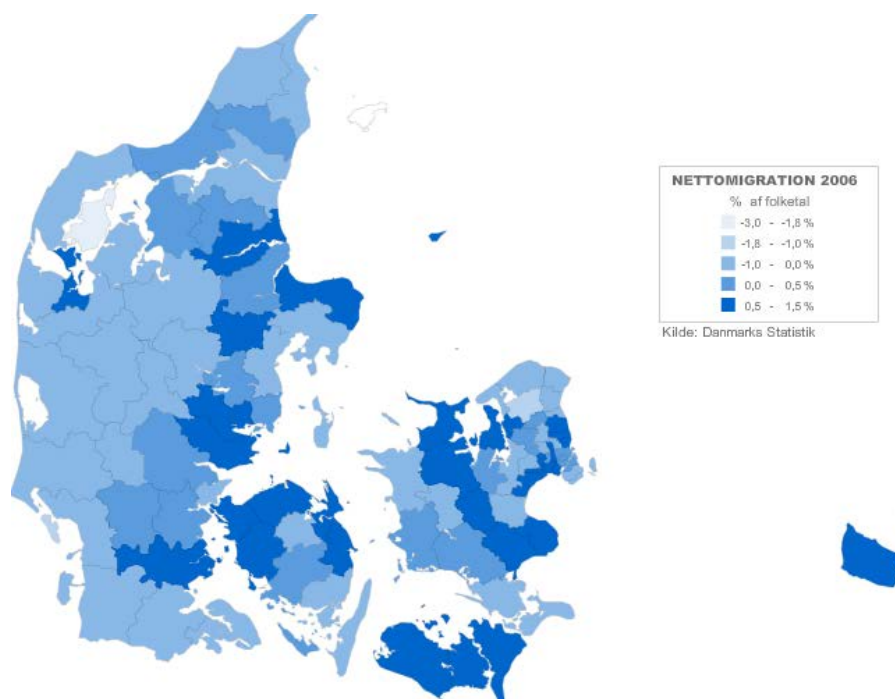 NETTOMIGRATION 2006
% af folketal
-3,0 - -1,8 %
-1,8 - -1,0 %
-1,0 - 0,0 %
0,0 - 0,5 %
0,5 - 1,5 %
Kilde: Danmarks Statistik